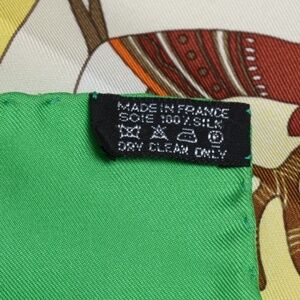 MADE IN FRANCE
SOIE 100% SILK
DRY CLEAN ONLY